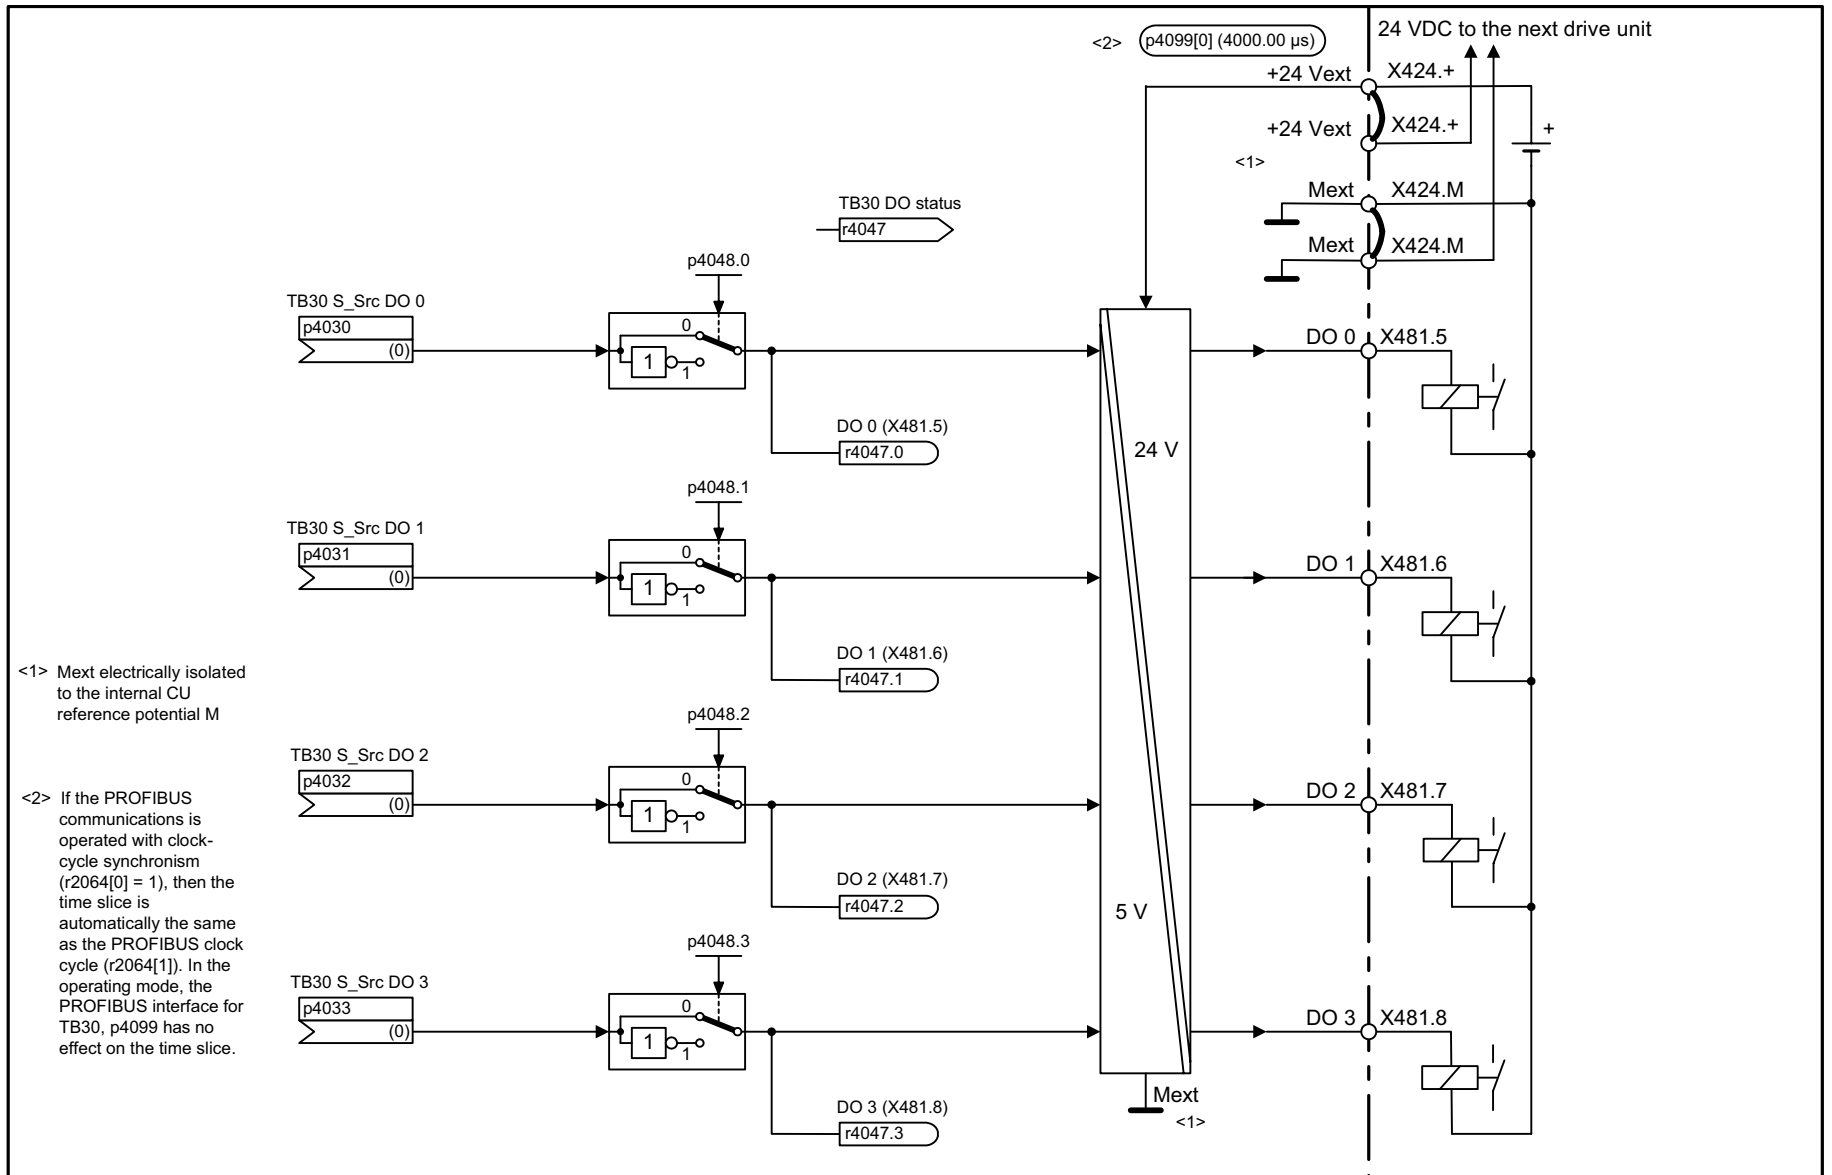 <2> p4099[0] (4000.00 µs)
24 VDC to the next drive unit
+24 Vext X424.+
+24 Vext X424.+
+
<1>
Mext X424.M
Mext X424.M
TB30 DO status
r4047
p4048.0
TB30 S_Src DO 0
p4030
(0)
0
1
1
DO 0 X481.5
DO 0 (X481.5)
r4047.0
24 V
p4048.1
TB30 S_Src DO 1
p4031
(0)
0
1
1
DO 1 X481.6
DO 1 (X481.6)
r4047.1
<1> Mext electrically isolated
to the internal CU
reference potential M
p4048.2
TB30 S_Src DO 2
p4032
(0)
0
1
1
DO 2 X481.7
DO 2 (X481.7)
r4047.2
5 V
<2> If the PROFIBUS
communications is
operated with clock-
cycle synchronism
(r2064[0] = 1), then the
time slice is
automatically the same
as the PROFIBUS clock
cycle (r2064[1]). In the
operating mode, the
PROFIBUS interface for
TB30, p4099 has no
effect on the time slice.
p4048.3
TB30 S_Src DO 3
p4033
(0)
0
1
1
DO 3 X481.8
DO 3 (X481.8)
r4047.3
Mext
<1>